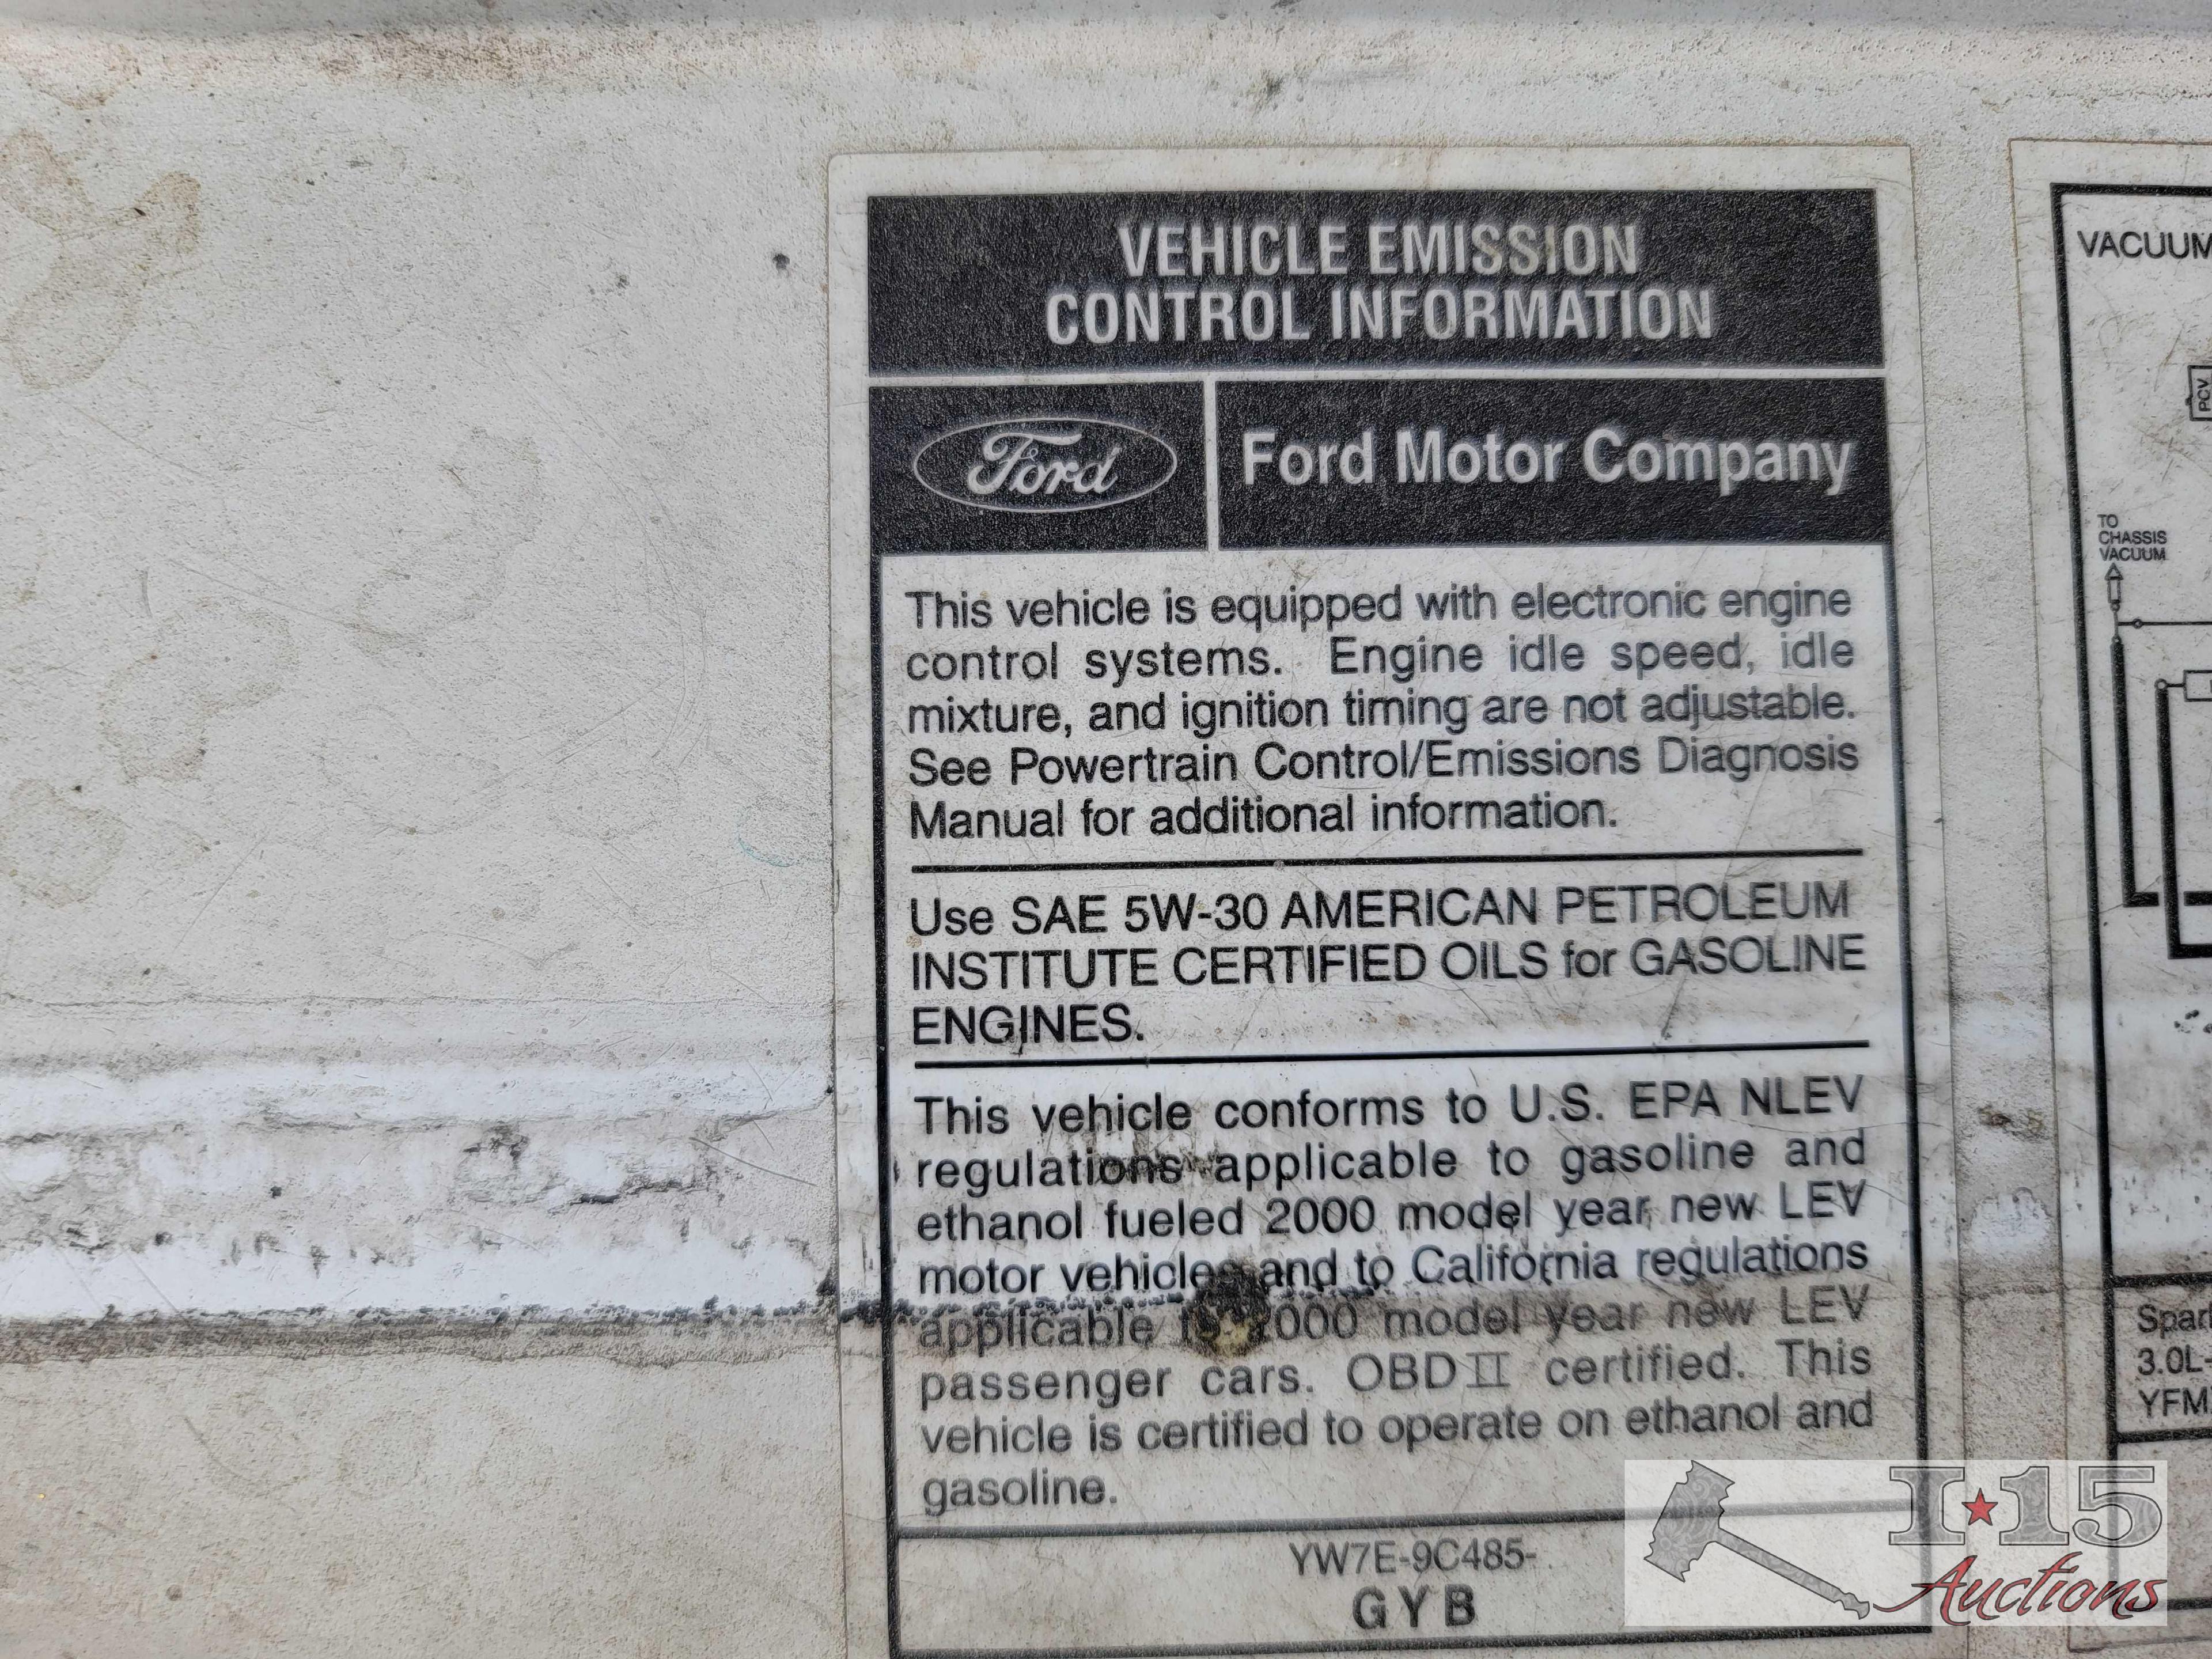 VEHICLE EMISSION
CONTROL INFORMATION
Ford
Ford Motor Company
This vehicle is equipped with electronic engine
control systems. Engine idle speed, idle
mixture, and ignition timing are not adjustable.
See Powertrain Control/Emissions Diagnosis
Manual for additional information.
Use SAE 5W-30 AMERICAN PETROLEUM
INSTITUTE CERTIFIED OILS for GASOLINE
ENGINES.
This vehicle conforms to U.S. EPA NLEV
regulations applicable to gasoline and
ethanol fueled 2000 model year new LEV
motor vehicles and to California regulations
applicable to 2000 model year new LEV
passenger cars. OBD II certified. This
vehicle is certified to operate on ethanol and
gasoline.
YW7E-9C485-
GYB
VACUUM
PCV
TO
CHASSIS
VACUUM
3.0L-
YFM
I-15
Auctions